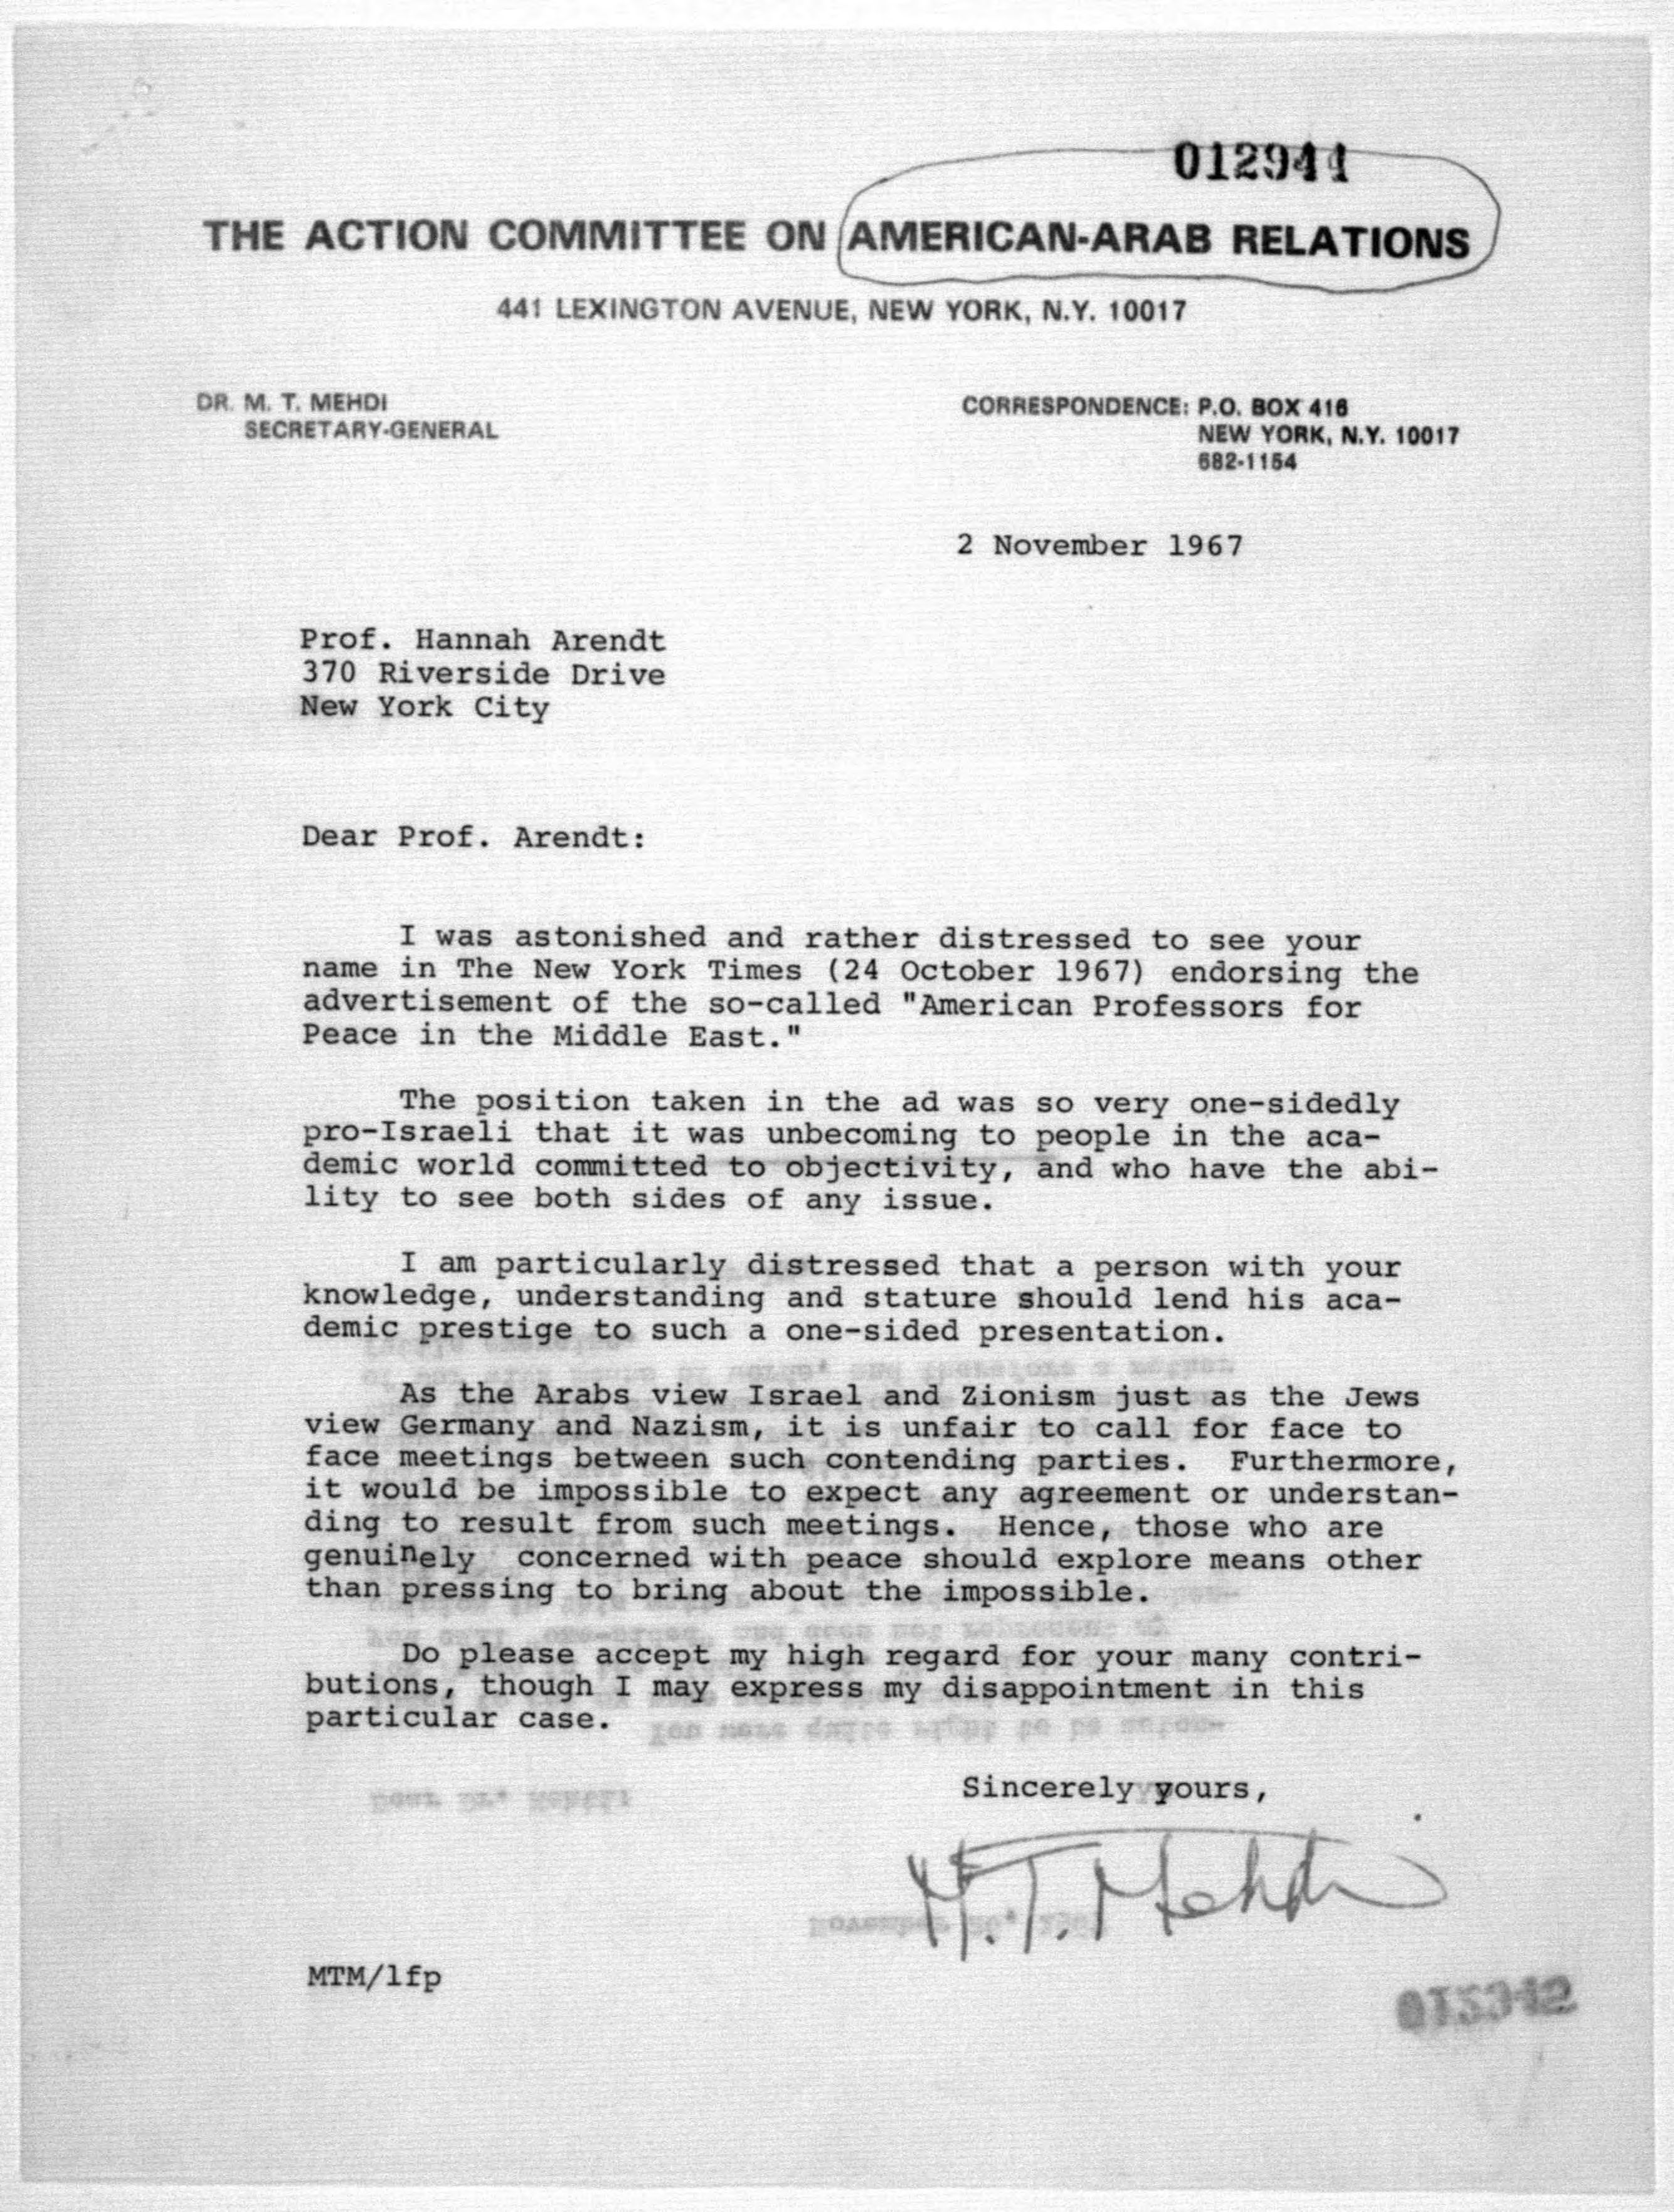 012941
THE ACTION COMMITTEE ON AMERICAN-ARAB RELATIONS
441 LEXINGTON AVENUE, NEW YORK, N.Y. 10017
DR. M. T. MEHDI
SECRETARY-GENERAL
CORRESPONDENCE: P.O. BOX 416
NEW YORK, N.Y. 10017
682-1154
2 November 1967
Prof. Hannah Arendt
370 Riverside Drive
New York City
Dear Prof. Arendt:
I was astonished and rather distressed to see your
name in The New York Times (24 October 1967) endorsing the
advertisement of the so-called "American Professors for
Peace in the Middle East."
The position taken in the ad was so very one-sidedly
pro-Israeli that it was unbecoming to people in the aca-
demic world committed to objectivity, and who have the abi-
lity to see both sides of any issue.
I am particularly distressed that a person with your
knowledge, understanding and stature should lend his aca-
demic prestige to such a one-sided presentation.
As the Arabs view Israel and Zionism just as the Jews
view Germany and Nazism, it is unfair to call for face to
face meetings between such contending parties. Furthermore,
it would be impossible to expect any agreement or understan-
ding to result from such meetings. Hence, those who are
genuinely concerned with peace should explore means other
than pressing to bring about the impossible.
Do please accept my high regard for your many contri-
butions, though I may express my disappointment in this
particular case.
Sincerely yours,
M.T. Mehdi
MTM/lfp